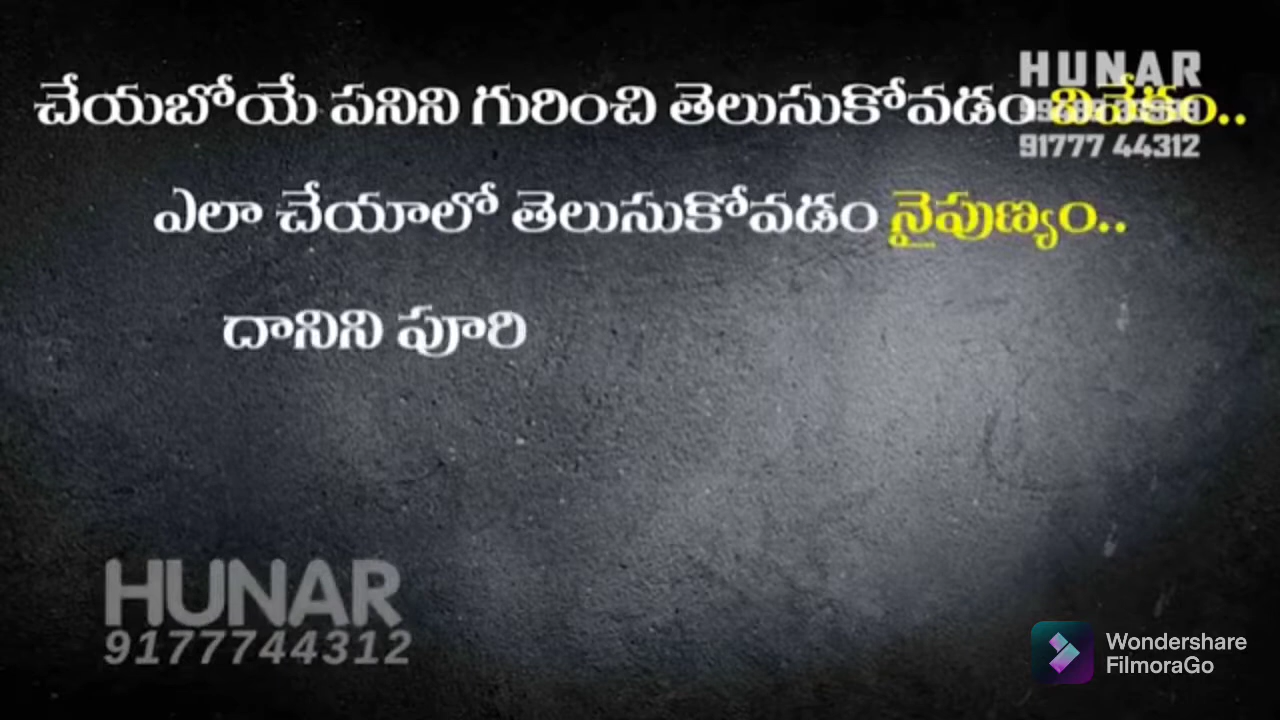 HUNAR
చేయబోయే పనిని గురించి తెలుసుకోవడం వివేకం..
91777 44312
ఎలా చేయాలో తెలుసుకోవడం నైపుణ్యం..
దానిని పూరి
HUNAR
9177744312
Wondershare
FilmoraGo